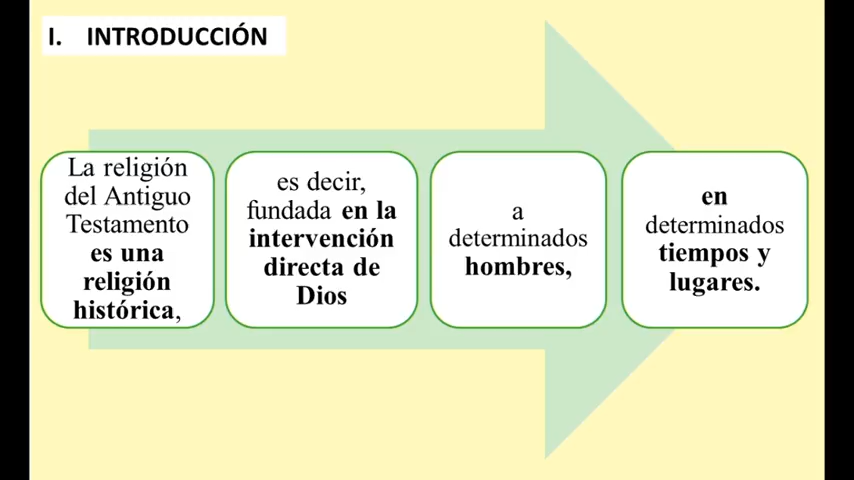 I. INTRODUCCIÓN
La religión
del Antiguo
Testamento
es una
religión
histórica,
es decir,
fundada en la
intervención
directa de
Dios
a
determinados
hombres,
en
determinados
tiempos y
lugares.